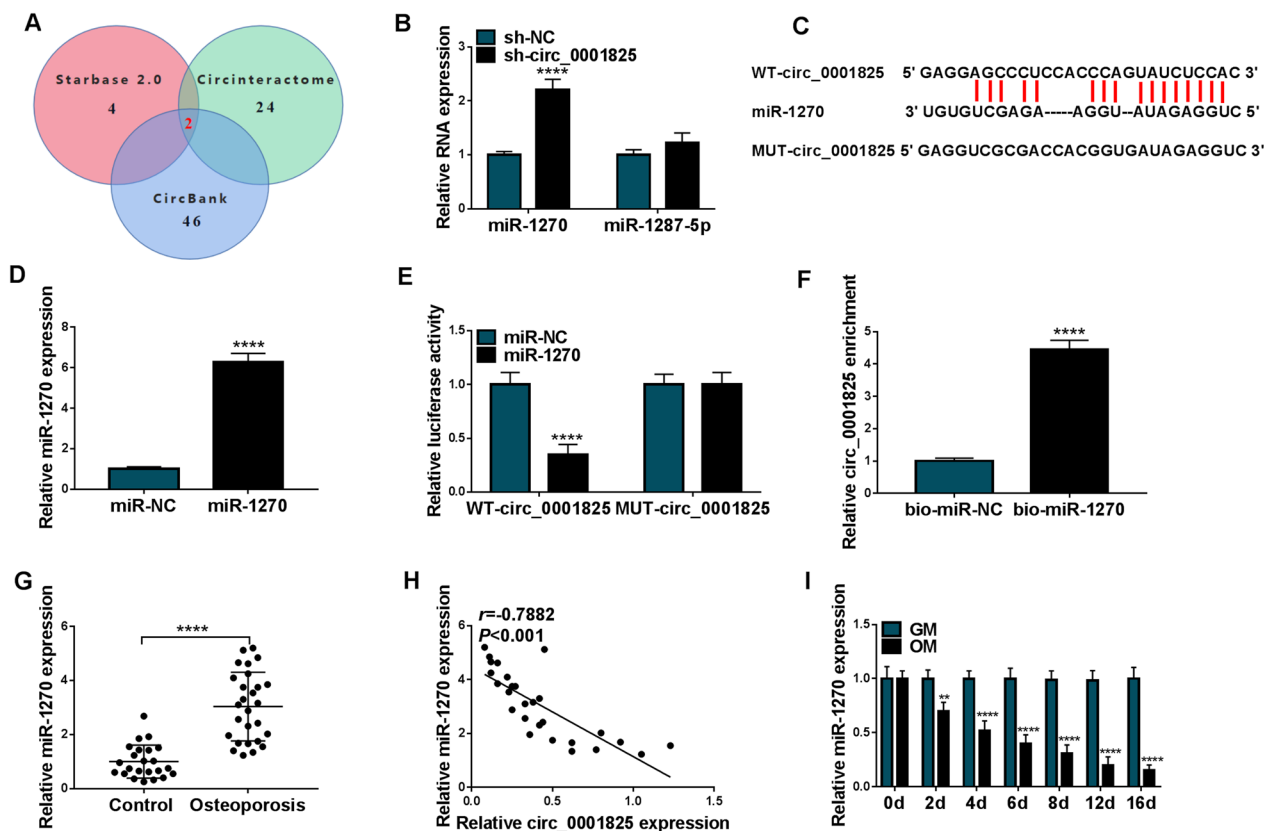 A
Starbase 2.0
4
Circinteractome
24
2
CircBank
46
B
Relative RNA expression
sh-NC
sh-circ_0001825
****
3
2
1
0
miR-1270
miR-1287-5p
C
WT-circ_0001825 5' GAGGAGCCCUCCACCCAGUAUCUCCAC 3'
miR-1270 3' UGUGUCGAGA-----AGGU--AUAGAGGUC 5'
MUT-circ_0001825 5' GAGGUCGCGACCACGGUGAUAGAGGUC 3'
D
Relative miR-1270 expression
8
6
4
2
0
****
miR-NC
miR-1270
E
Relative luciferase activity
1.5
1.0
0.5
0.0
miR-NC
miR-1270
****
WT-circ_0001825
MUT-circ_0001825
F
Relative circ_0001825 enrichment
5
4
3
2
1
0
****
bio-miR-NC
bio-miR-1270
G
Relative miR-1270 expression
6
4
2
0
****
Control
Osteoporosis
H
Relative miR-1270 expression
r=-0.7882
P<0.001
6
4
2
0
0.0
0.5
1.0
1.5
Relative circ_0001825 expression
I
Relative miR-1270 expression
1.5
1.0
0.5
0.0
GM
OM
**
****
****
****
****
****
0d
2d
4d
6d
8d
12d
16d